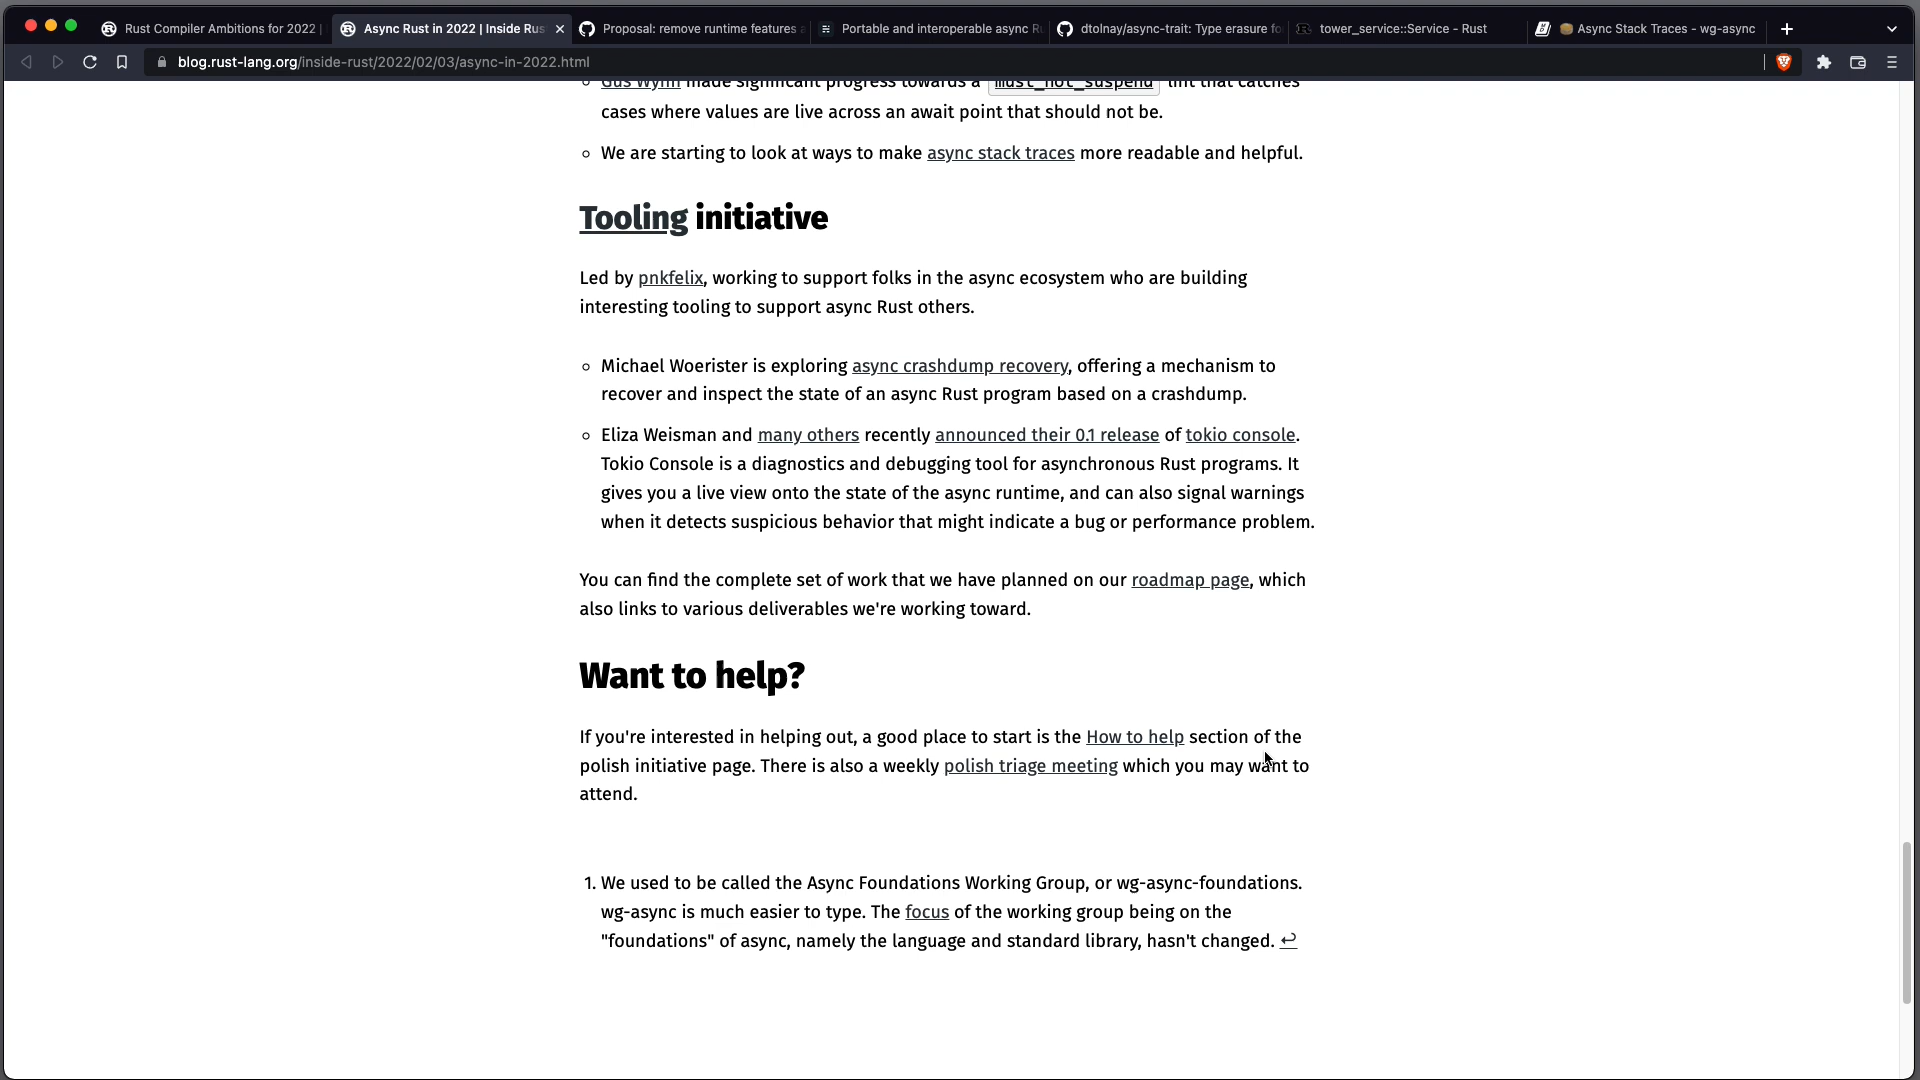 Rust Compiler Ambitions for 2022 |
Async Rust in 2022 | Inside Rus
Proposal: remove runtime features
Portable and interoperable async R
dtolnay/async-trait: Type erasure fo
tower_service::Service - Rust
Async Stack Traces - wg-async
blog.rust-lang.org/inside-rust/2022/02/03/async-in-2022.html
Gus Wynn made significant progress towards a must_not_suspend lint that catches
cases where values are live across an await point that should not be.
We are starting to look at ways to make async stack traces more readable and helpful.
Tooling initiative
Led by pnkfelix, working to support folks in the async ecosystem who are building
interesting tooling to support async Rust others.
Michael Woerister is exploring async crashdump recovery, offering a mechanism to
recover and inspect the state of an async Rust program based on a crashdump.
Eliza Weisman and many others recently announced their 0.1 release of tokio console.
Tokio Console is a diagnostics and debugging tool for asynchronous Rust programs. It
gives you a live view onto the state of the async runtime, and can also signal warnings
when it detects suspicious behavior that might indicate a bug or performance problem.
You can find the complete set of work that we have planned on our roadmap page, which
also links to various deliverables we're working toward.
Want to help?
If you're interested in helping out, a good place to start is the How to help section of the
polish initiative page. There is also a weekly polish triage meeting which you may want to
attend.
1. We used to be called the Async Foundations Working Group, or wg-async-foundations.
wg-async is much easier to type. The focus of the working group being on the
"foundations" of async, namely the language and standard library, hasn't changed. ↩